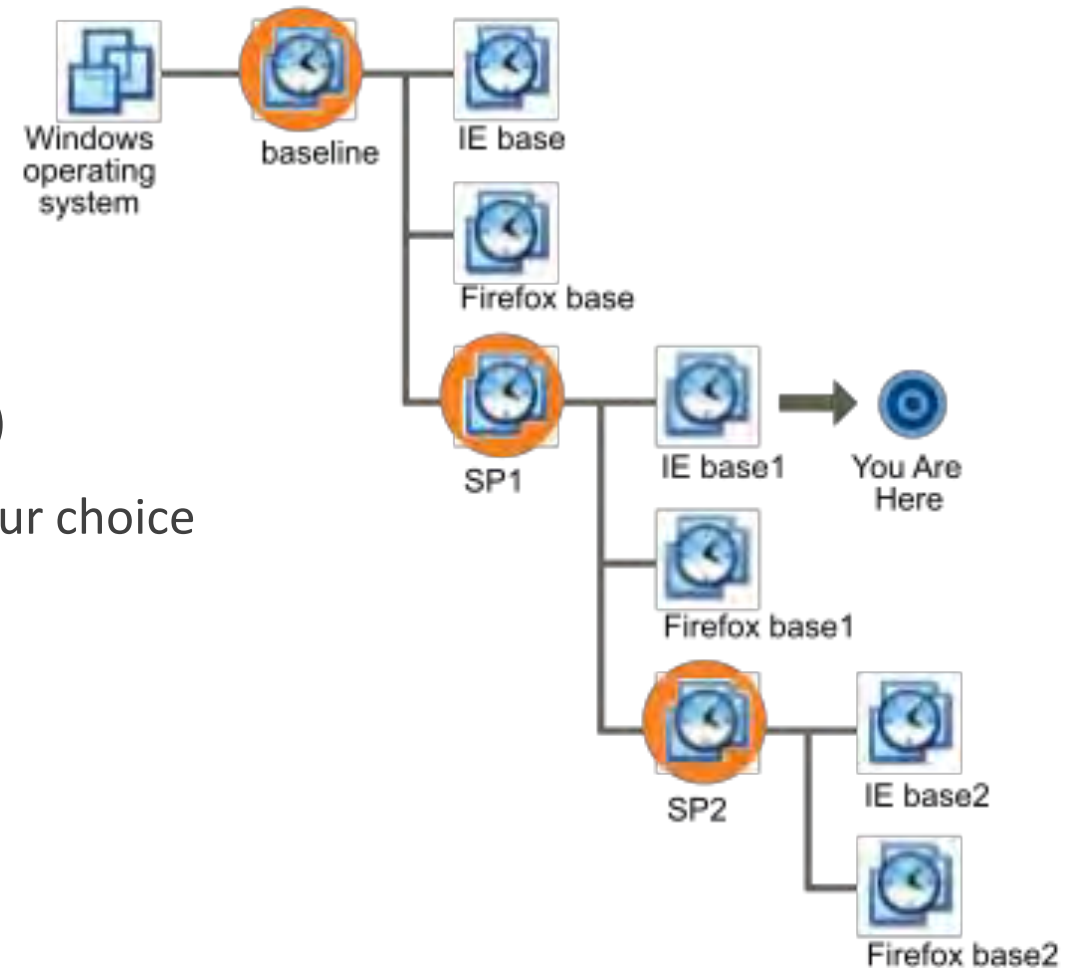 Windows
operating
system
baseline
IE base
Firefox base
)
ur choice
SP1
IE base1
You Are
Here
Firefox base1
SP2
IE base2
Firefox base2